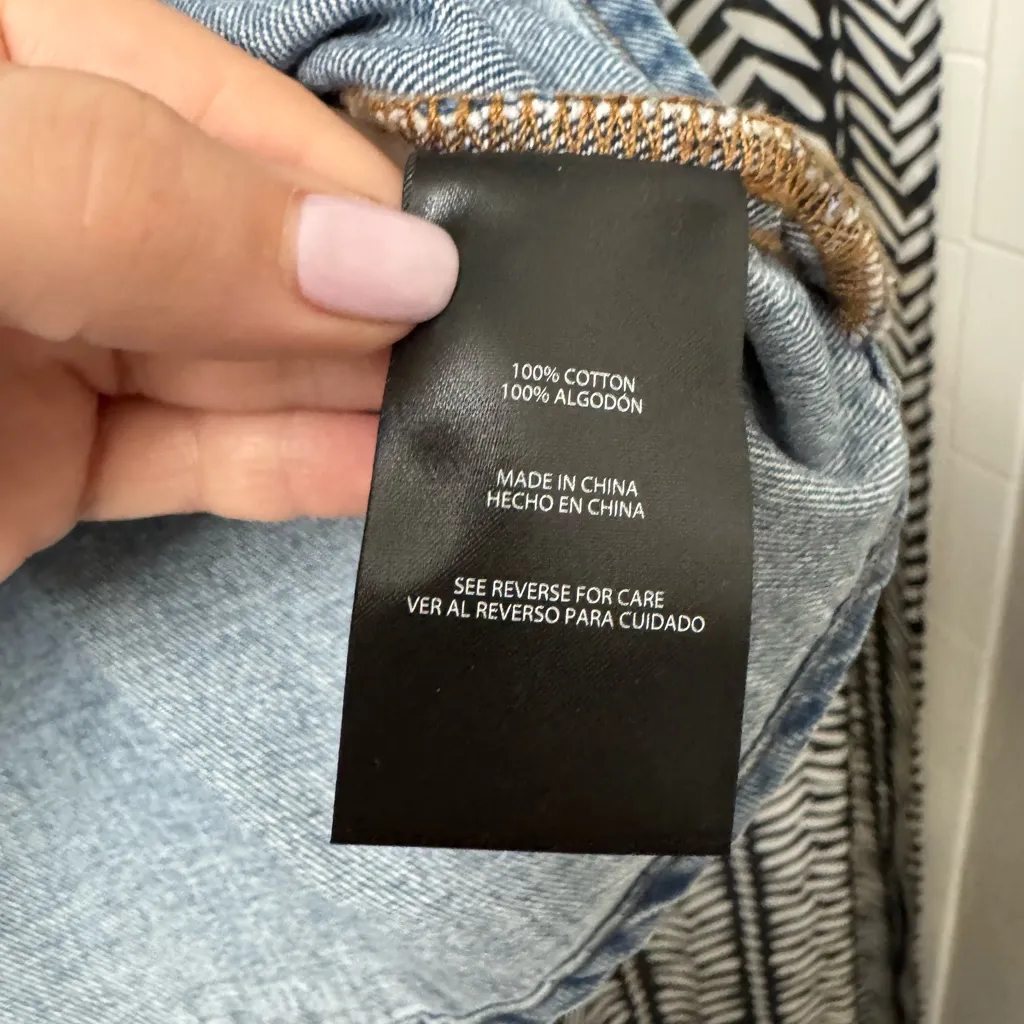 100% COTTON
100% ALGODÓN
MADE IN CHINA
HECHO EN CHINA
SEE REVERSE FOR CARE
VER AL REVERSO PARA CUIDADO